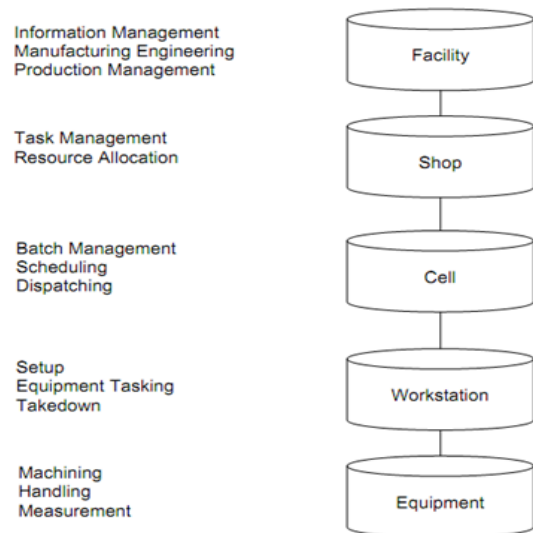 Information Management
Manufacturing Engineering
Production Management
Facility
Task Management
Resource Allocation
Shop
Batch Management
Scheduling
Dispatching
Cell
Setup
Equipment Tasking
Takedown
Workstation
Machining
Handling
Measurement
Equipment